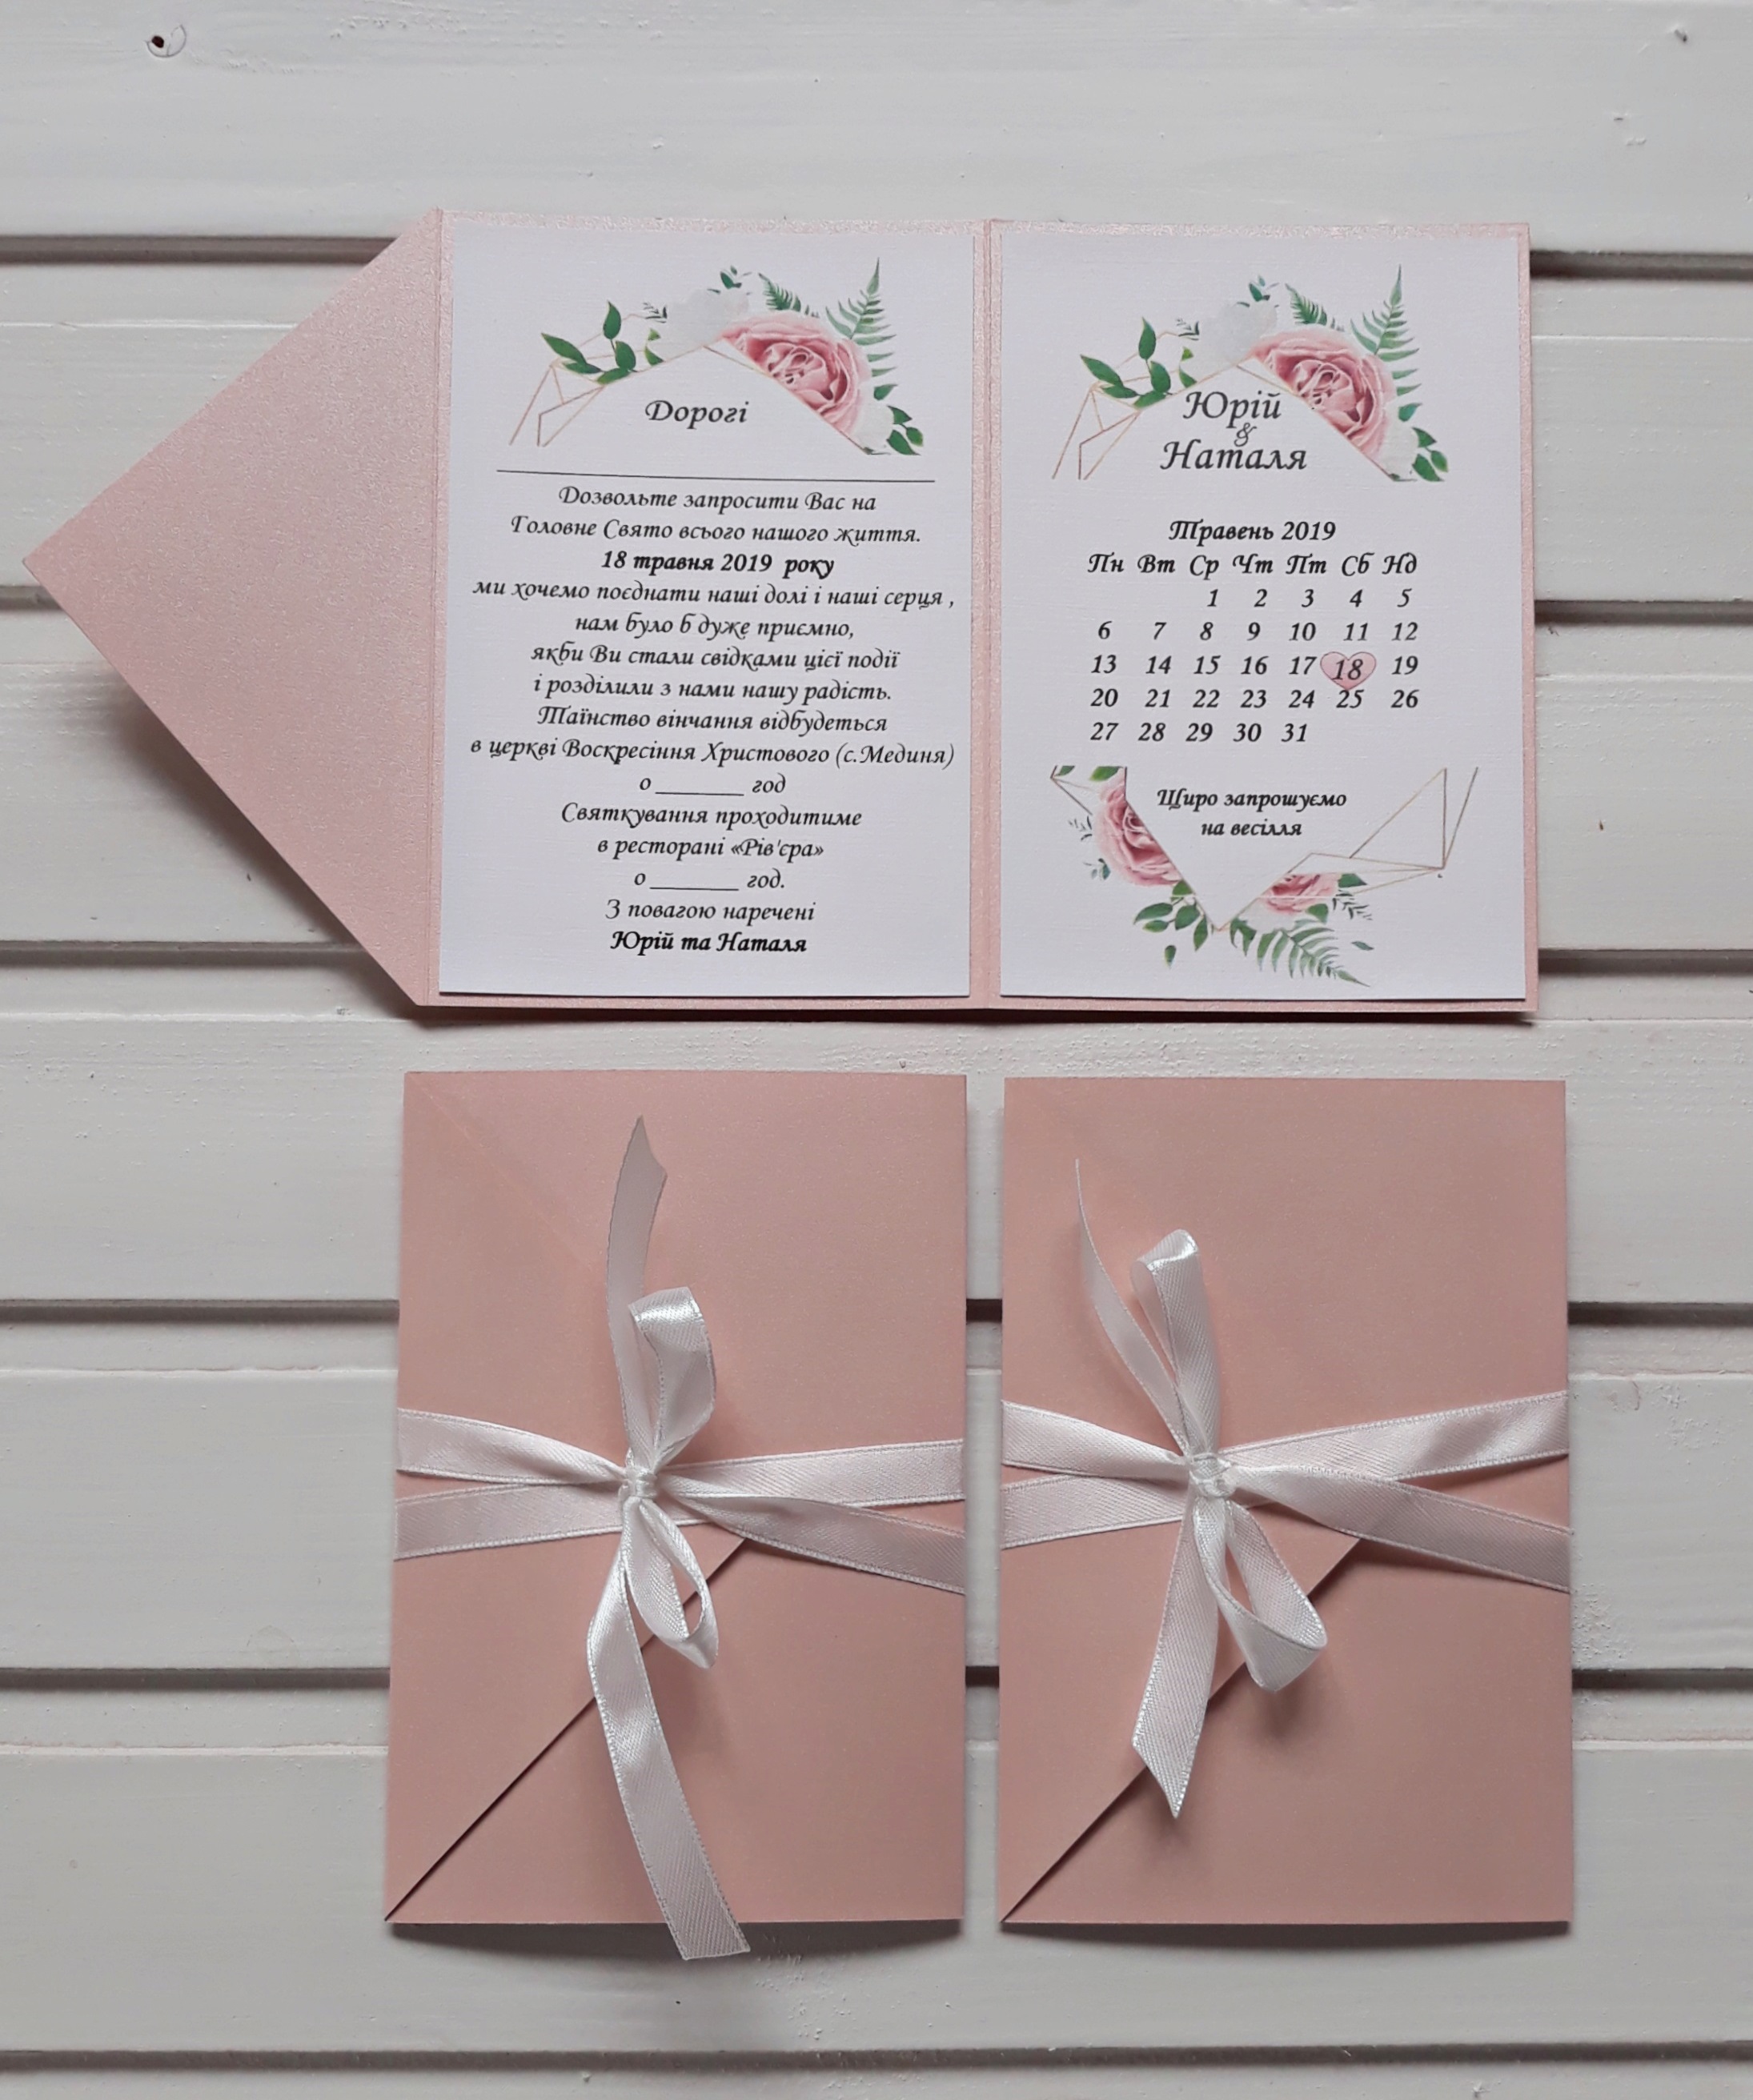 Дорогі
Дозвольте запросити Вас на
Головне Свято всього нашого життя.
18 травня 2019 року
ми хочемо поєднати наші долі і наші серця ,
нам було б дуже приємно,
якби Ви стали свідками цієї події
і розділили з нами нашу радість.
Таїнство вінчання відбудеться
в церкві Воскресіння Христового (с.Мединя)
о _______ год
Святкування проходитиме
в ресторані «Рів'єра»
о _______ год.
З повагою наречені
Юрій та Наталя
Юрій
&
Наталя
Травень 2019
Пн Вт Ср Чт Пт Сб Нд
1 2 3 4 5
6 7 8 9 10 11 12
13 14 15 16 17 18 19
20 21 22 23 24 25 26
27 28 29 30 31
Щиро запрошуємо
на весілля